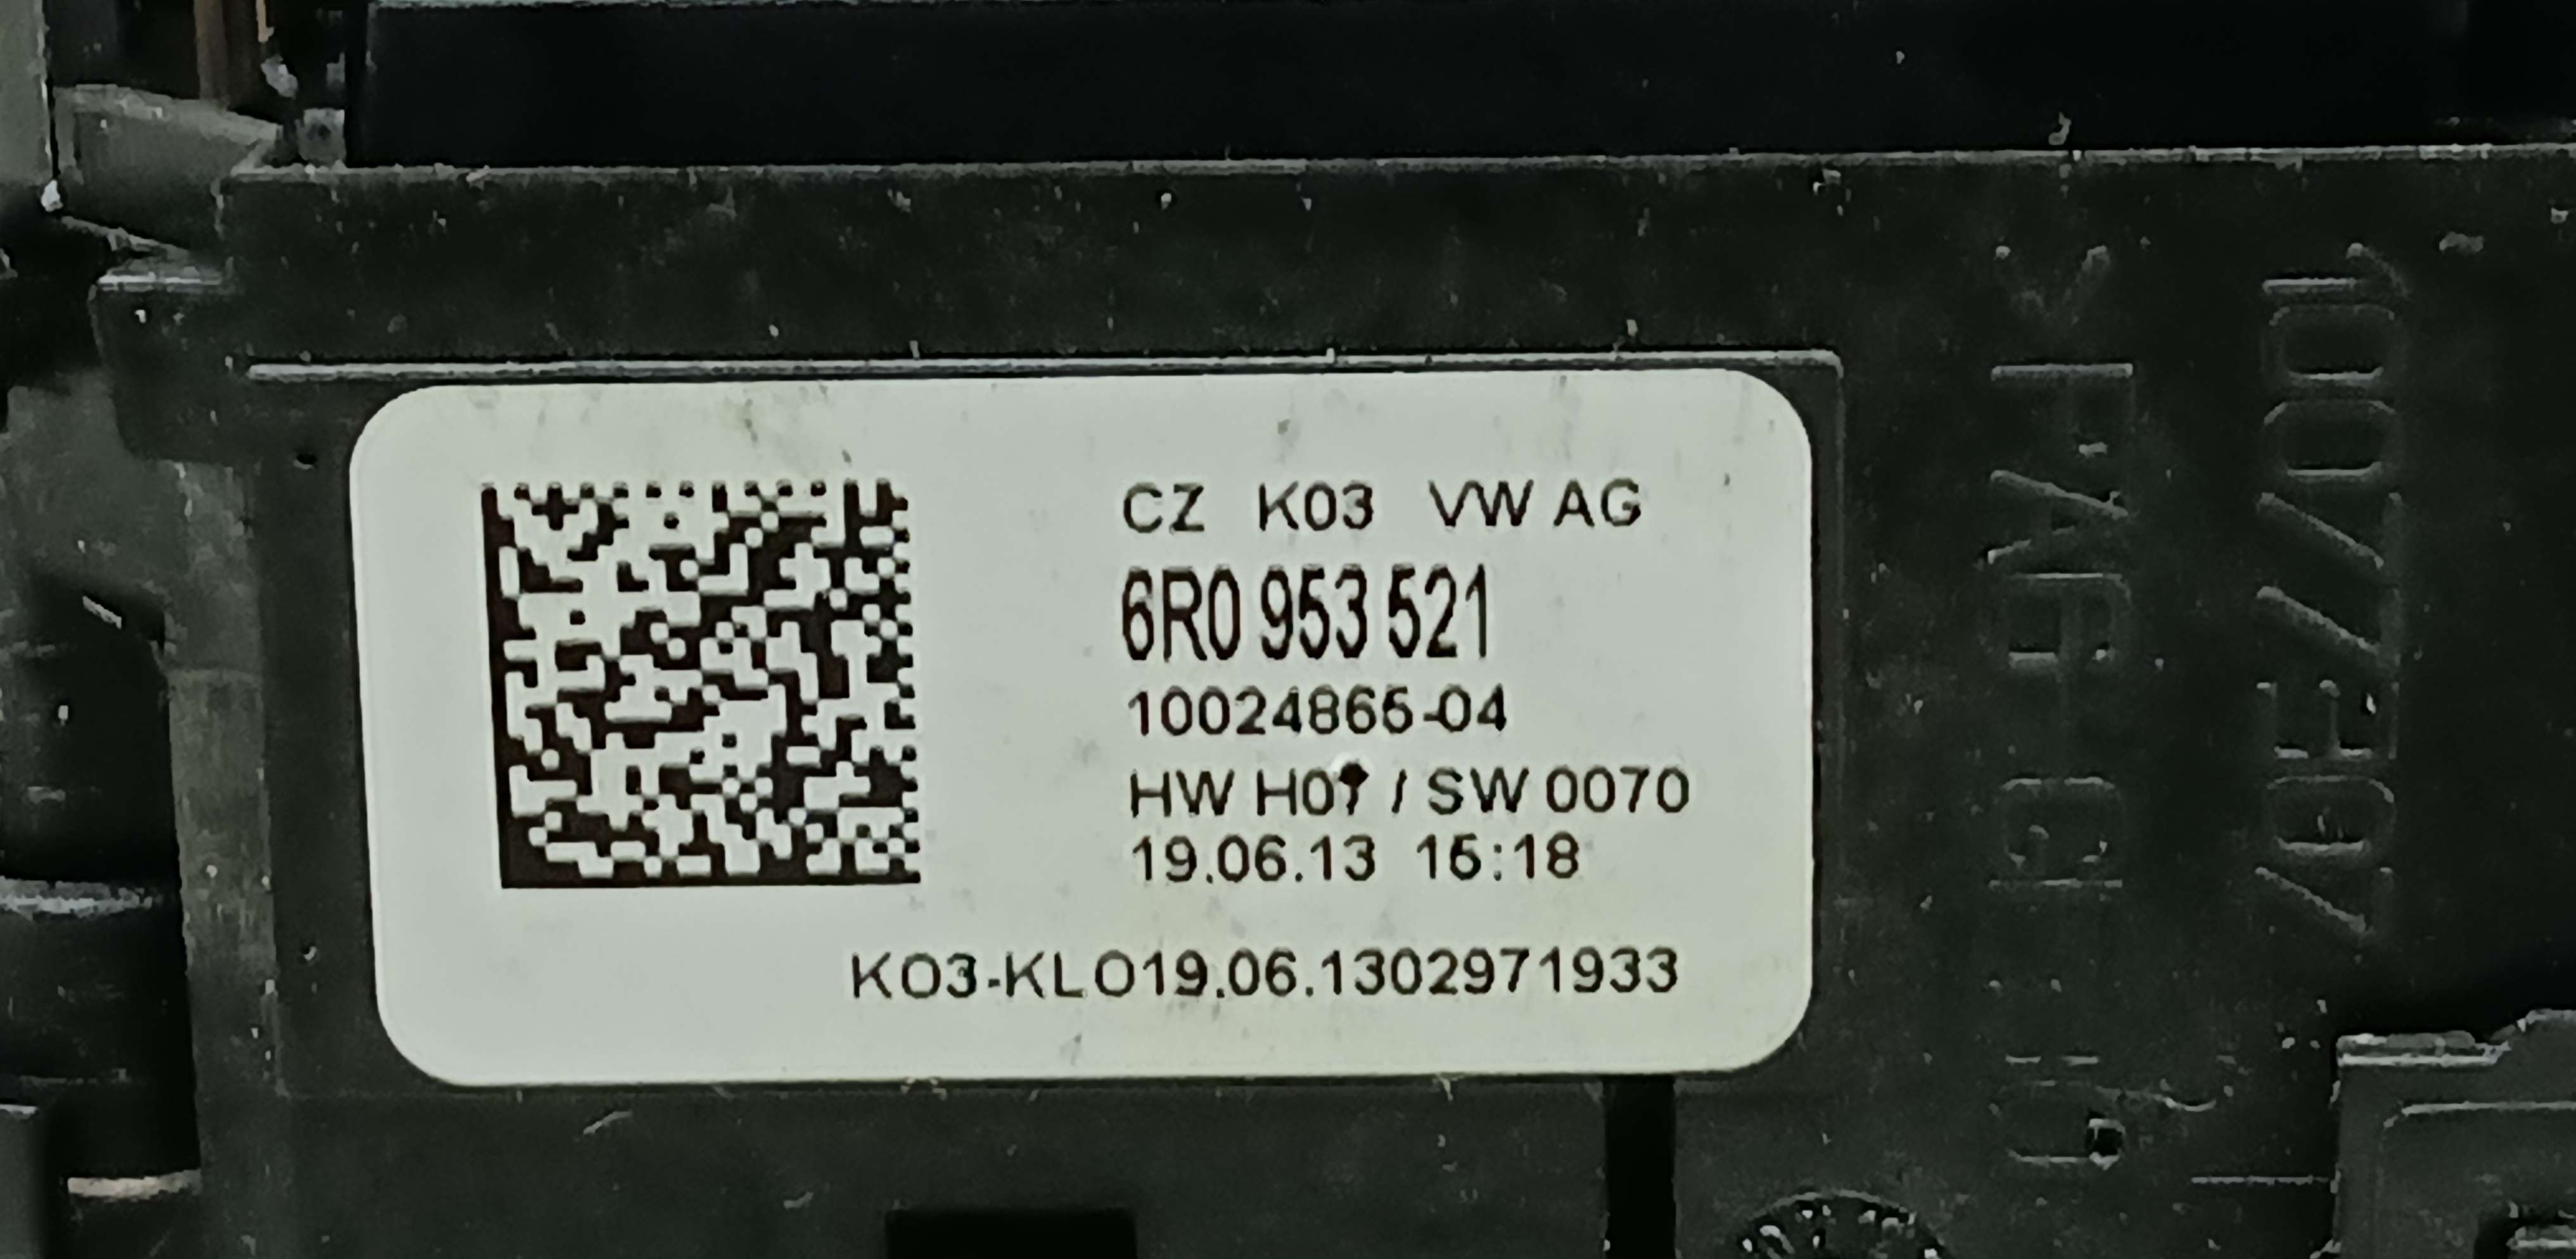 CZ K03 VW AG
6R0 953 521
10024865-04
HW H07 / SW 0070
19.06.13 15:18
K03-KLO19.06.1302971933